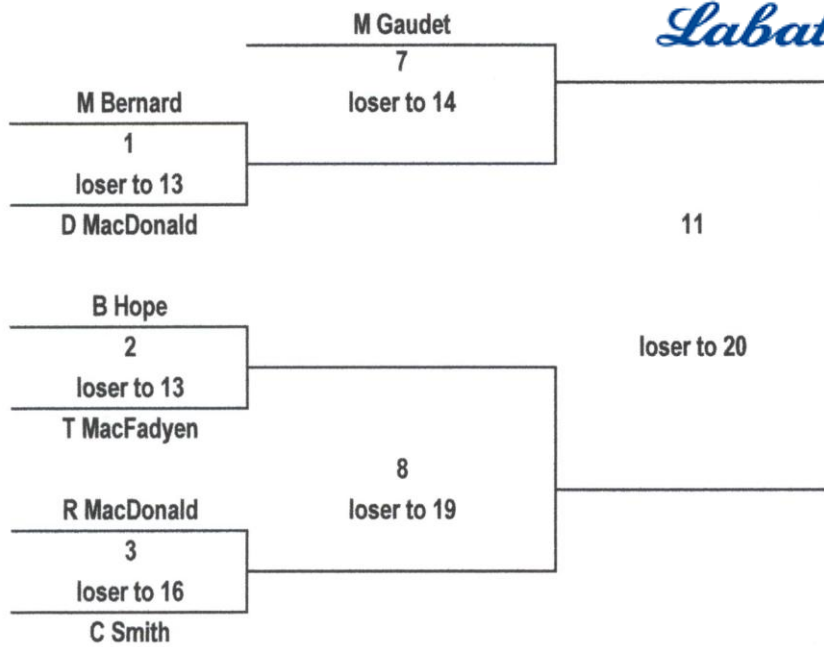 M Gaudet
Labat
7
loser to 14
M Bernard
1
loser to 13
D MacDonald
11
B Hope
2
loser to 13
T MacFadyen
loser to 20
8
loser to 19
R MacDonald
3
loser to 16
C Smith